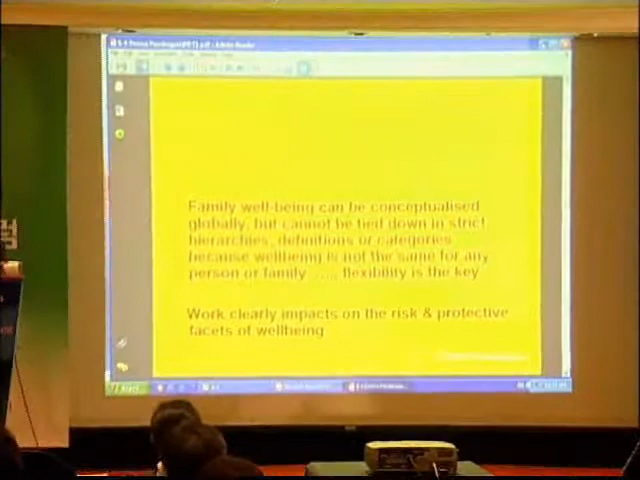 Adobe Reader
Family well-being can be conceptualised
globally, but cannot be tied down in strict
hierarchies, definitions or categories
because wellbeing is not the same for any
person or family ...., flexibility is the key
Work clearly impacts on the risk & protective
facets of wellbeing